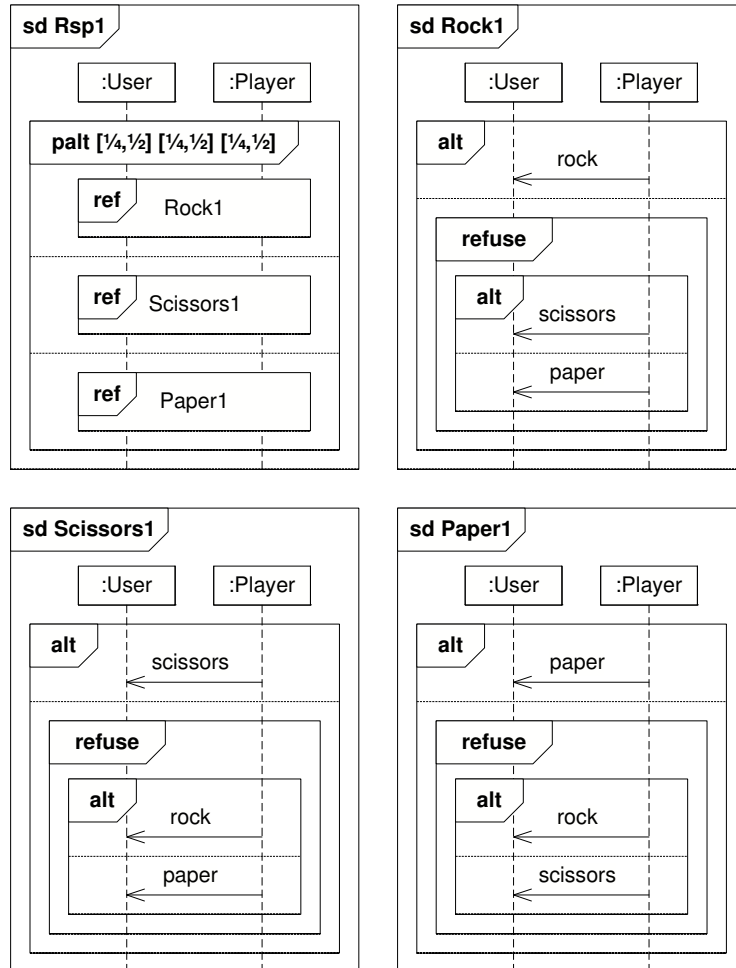 sd Rsp1
:User :Player
palt [¼,½] [¼,½] [¼,½]
ref Rock1
ref Scissors1
ref Paper1
sd Rock1
:User :Player
alt
rock
refuse
alt
scissors
paper
sd Scissors1
:User :Player
alt
scissors
refuse
alt
rock
paper
sd Paper1
:User :Player
alt
paper
refuse
alt
rock
scissors